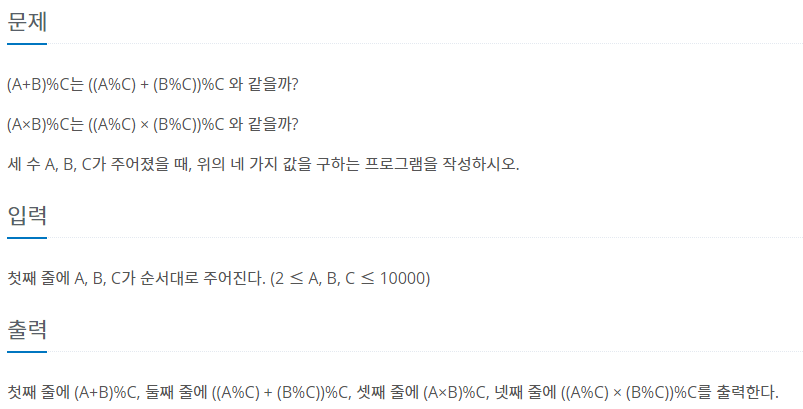 문제
(A+B)%C는 ((A%C) + (B%C))%C 와 같을까?
(A×B)%C는 ((A%C) × (B%C))%C 와 같을까?
세 수 A, B, C가 주어졌을 때, 위의 네 가지 값을 구하는 프로그램을 작성하시오.
입력
첫째 줄에 A, B, C가 순서대로 주어진다. (2 ≤ A, B, C ≤ 10000)
출력
첫째 줄에 (A+B)%C, 둘째 줄에 ((A%C) + (B%C))%C, 셋째 줄에 (A×B)%C, 넷째 줄에 ((A%C) × (B%C))%C를 출력한다.